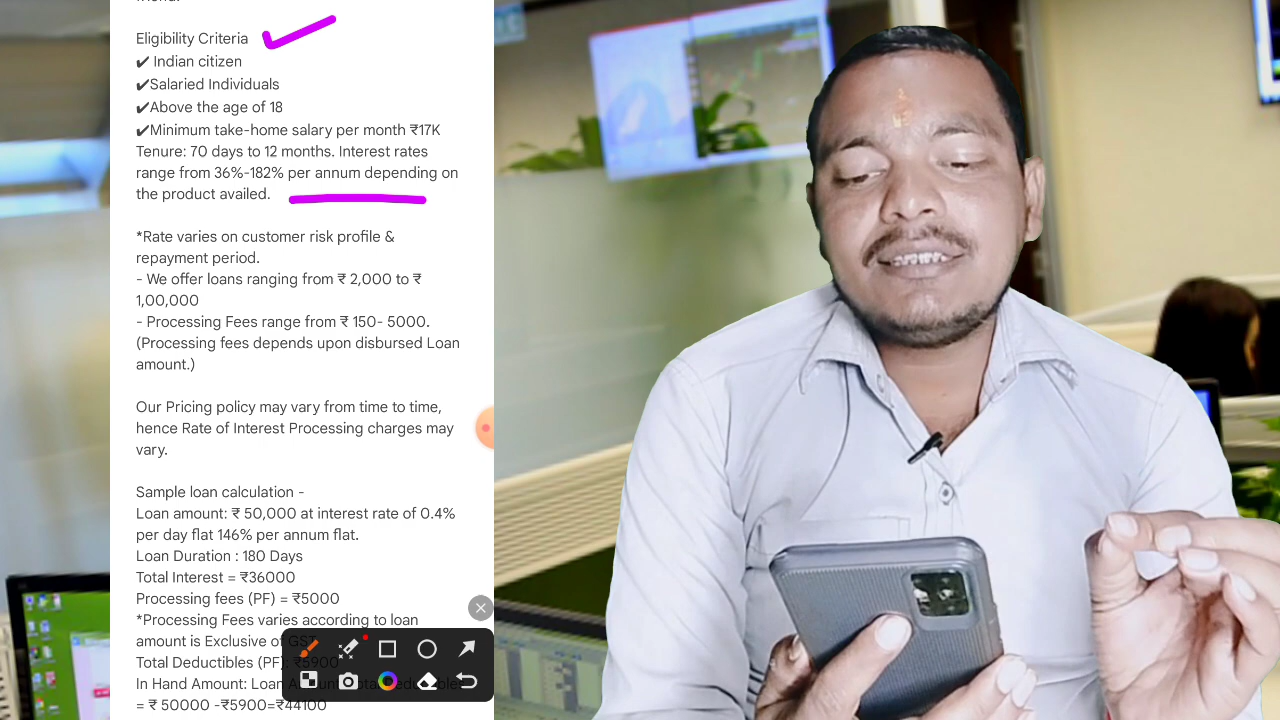 Eligibility Criteria
✔ Indian citizen
✔Salaried Individuals
✔Above the age of 18
✔Minimum take-home salary per month ₹17K
Tenure: 70 days to 12 months. Interest rates
range from 36%-182% per annum depending on
the product availed.
*Rate varies on customer risk profile &
repayment period.
- We offer loans ranging from ₹ 2,000 to ₹
1,00,000
- Processing Fees range from ₹ 150- 5000.
(Processing fees depends upon disbursed Loan
amount.)
Our Pricing policy may vary from time to time,
hence Rate of Interest Processing charges may
vary.
Sample loan calculation -
Loan amount: ₹ 50,000 at interest rate of 0.4%
per day flat 146% per annum flat.
Loan Duration : 180 Days
Total Interest = ₹36000
Processing fees (PF) = ₹5000
*Processing Fees varies according to loan
amount is Exclusive of GST
Total Deductibles (PF): ₹5900
In Hand Amount: Loan
= ₹ 50000 -₹5900=₹44100